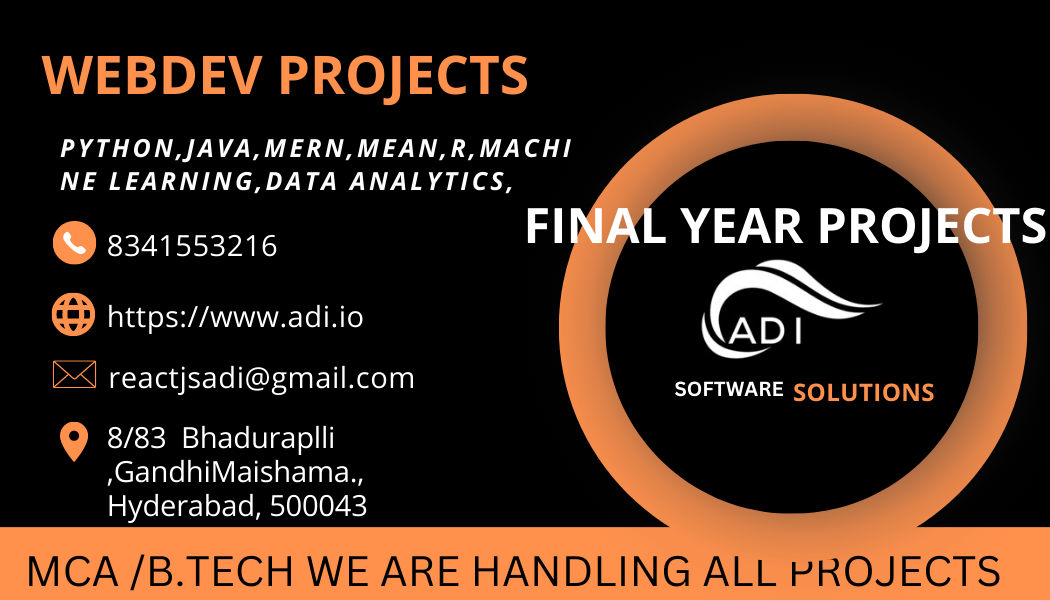 WEBDEV PROJECTS
PYTHON,JAVA,MERN,MEAN,R,MACHI
NE LEARNING,DATA ANALYTICS,
8341553216
https://www.adi.io
reactjsadi@gmail.com
8/83 Bhaduraplli
,GandhiMaishama.,
Hyderabad, 500043
FINAL YEAR PROJECTS
ADI
SOFTWARE SOLUTIONS
MCA /B.TECH WE ARE HANDLING ALL PROJECTS